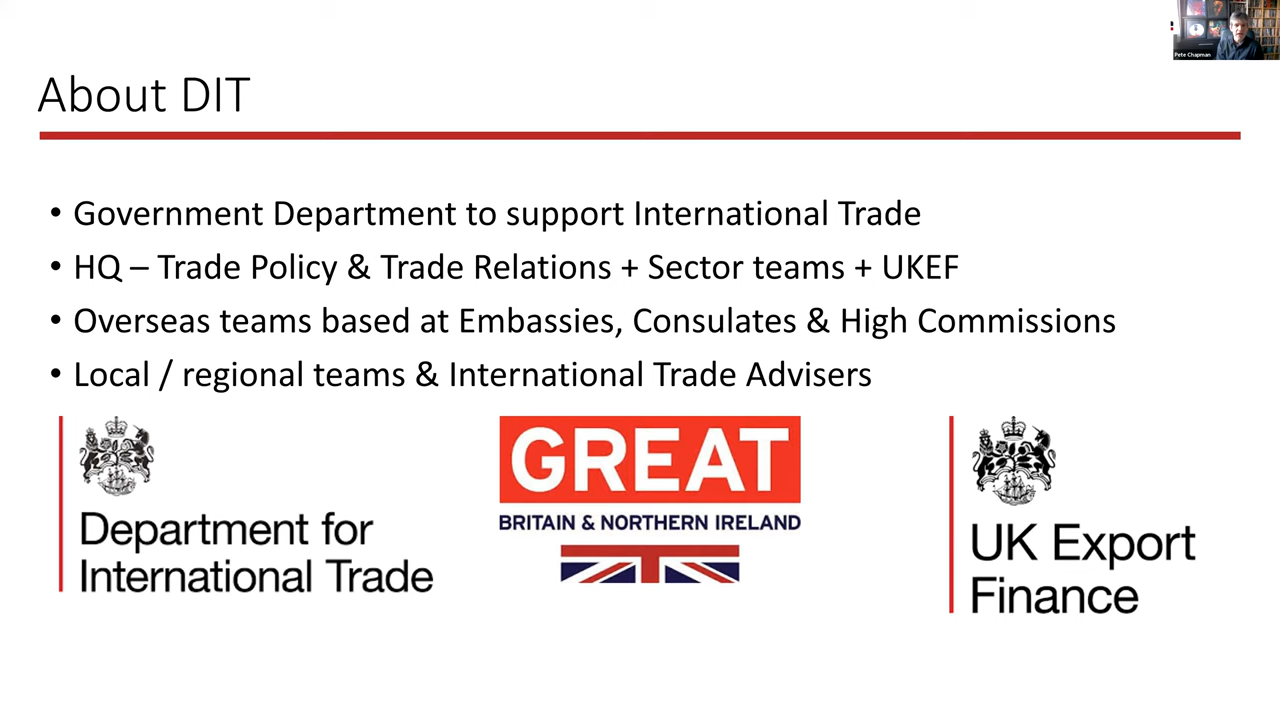 Pete Chapman
About DIT
• Government Department to support International Trade
• HQ – Trade Policy & Trade Relations + Sector teams + UKEF
• Overseas teams based at Embassies, Consulates & High Commissions
• Local / regional teams & International Trade Advisers
Department for
International Trade
GREAT
BRITAIN & NORTHERN IRELAND
UK Export
Finance